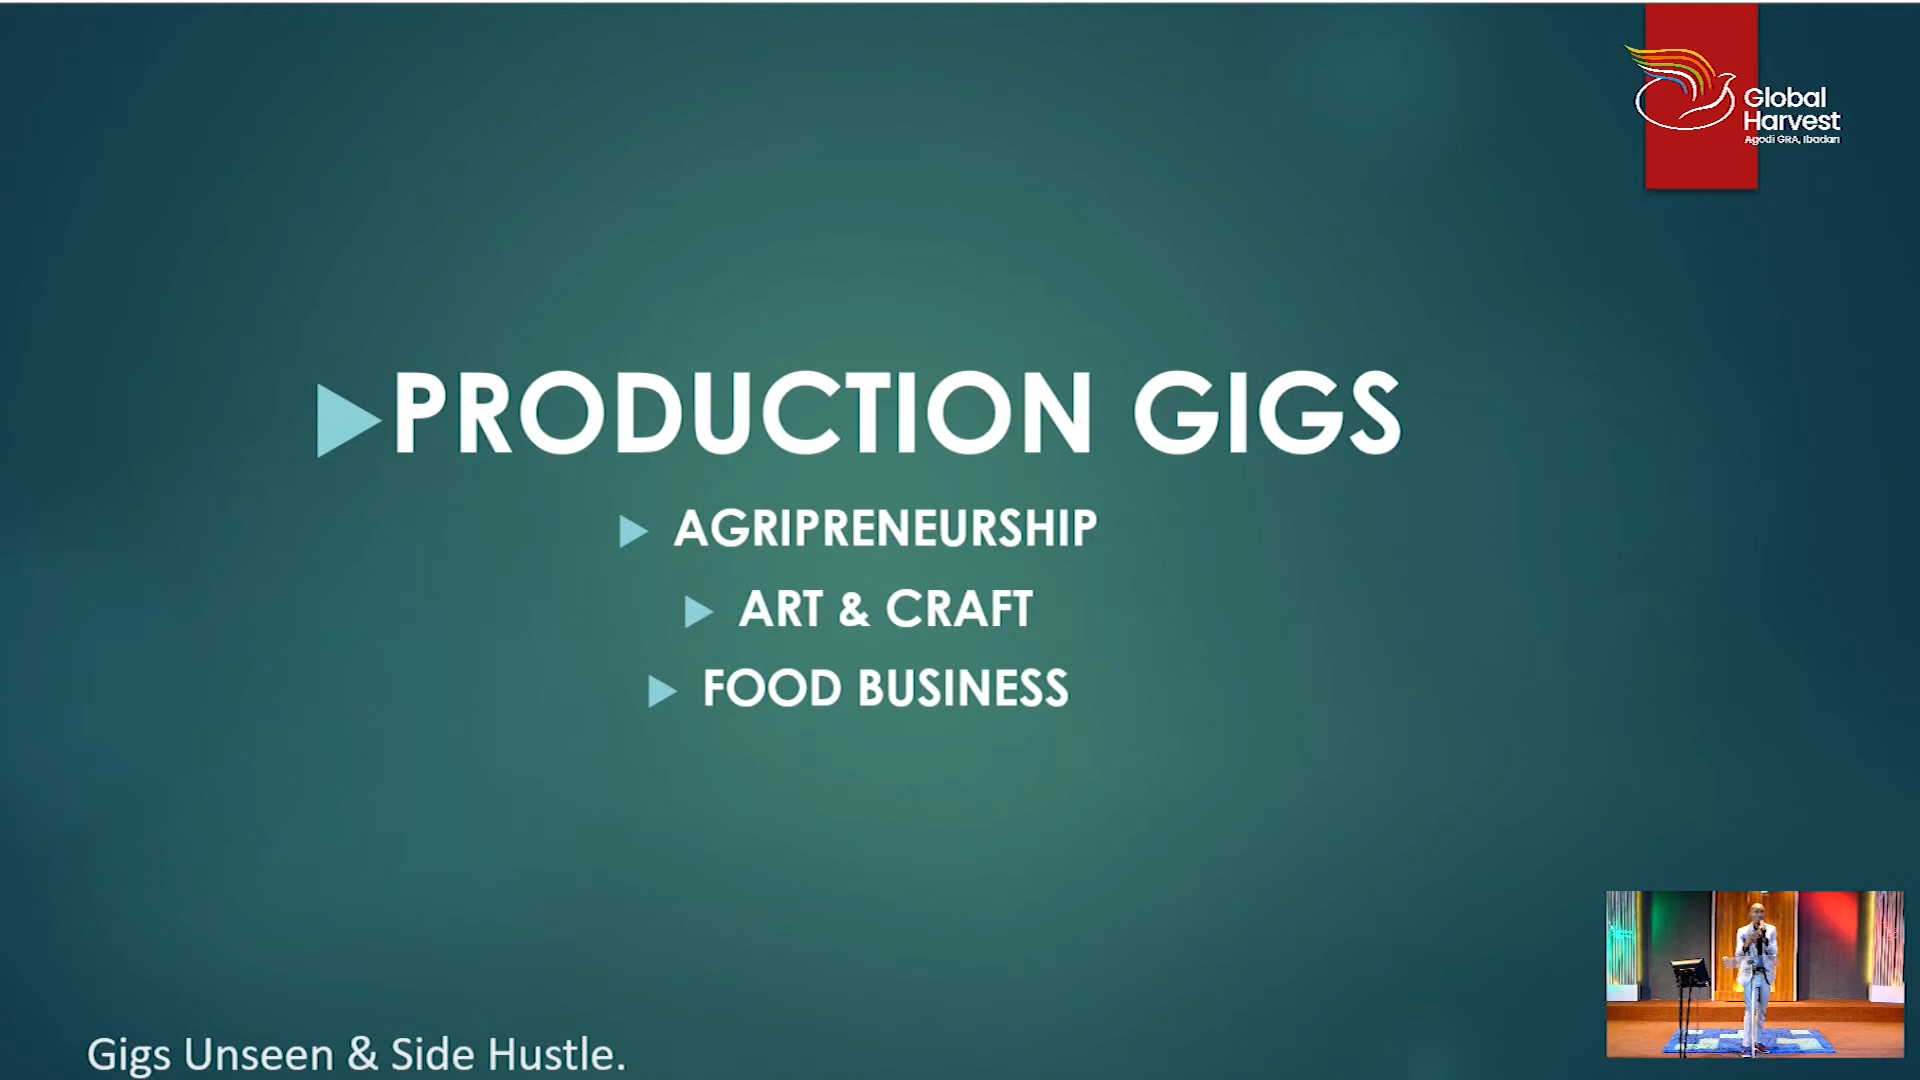 Global
Harvest
Agodi GRA, Ibadan
PRODUCTION GIGS
AGRIPRENEURSHIP
ART & CRAFT
FOOD BUSINESS
Gigs Unseen & Side Hustle.